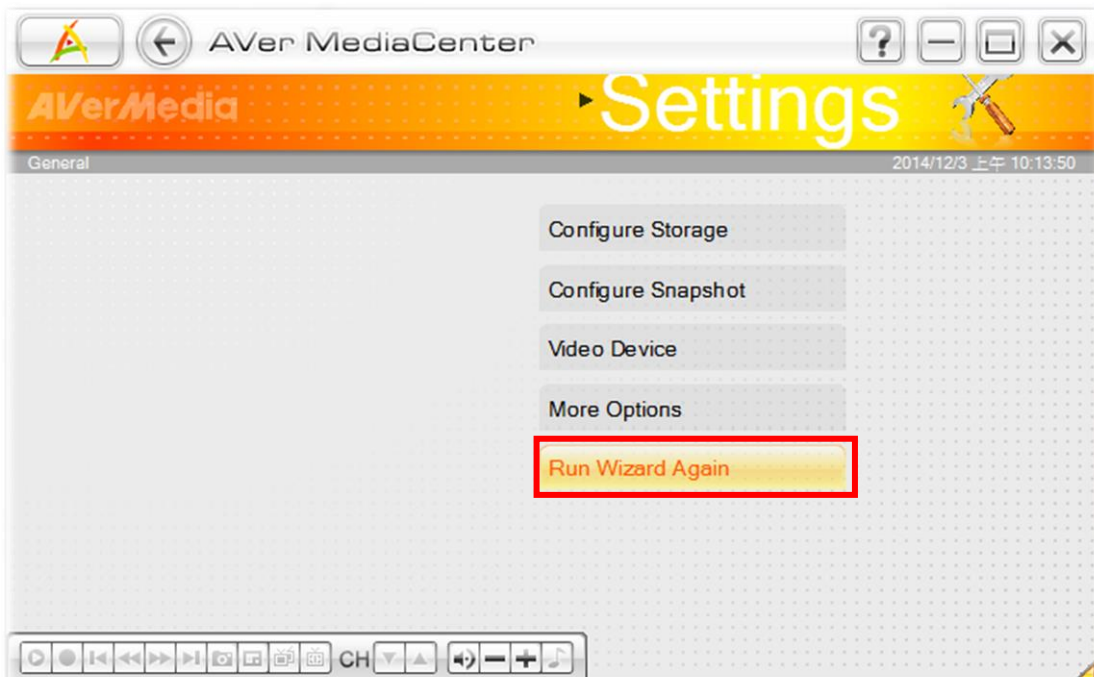 AVer MediaCenter
?
AVerMedia
Settings
General
2014/12/3 上午 10:13:50
Configure Storage
Configure Snapshot
Video Device
More Options
Run Wizard Again
CH